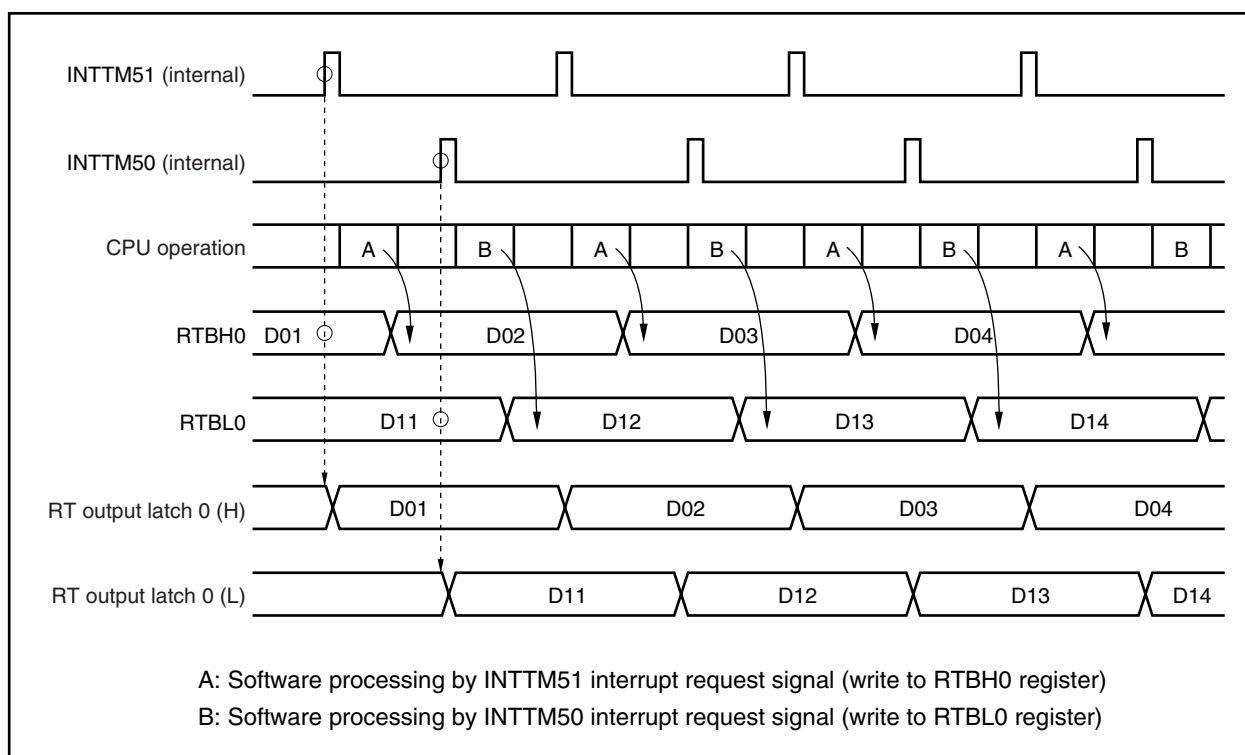 INTTM51 (internal)
INTTM50 (internal)
CPU operation A B A B A B A B
RTBH0 D01 D02 D03 D04
RTBL0 D11 D12 D13 D14
RT output latch 0 (H) D01 D02 D03 D04
RT output latch 0 (L) D11 D12 D13 D14
A: Software processing by INTTM51 interrupt request signal (write to RTBH0 register)
B: Software processing by INTTM50 interrupt request signal (write to RTBL0 register)